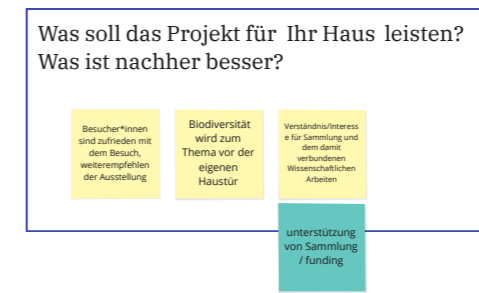 Was soll das Projekt für Ihr Haus leisten?
Was ist nachher besser?
Besucher*innen
sind zufrieden mit
dem Besuch,
weiterempfehlen
der Ausstellung
Biodiversität
wird zum
Thema vor der
eigenen
Haustür
Verständnis/Interess
e für Sammlung und
dem damit
verbundenen
Wissenschaftlichen
Arbeiten
unterstützung
von Sammlung
/ funding